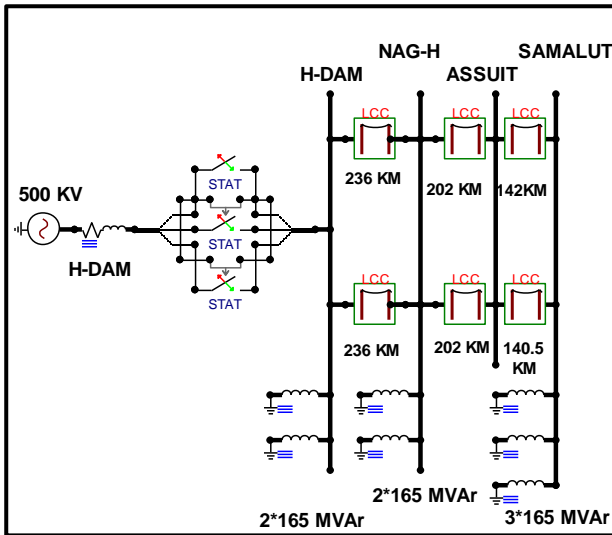 NAG-H
SAMALUT
H-DAM
ASSUIT
LCC
LCC
LCC
236 KM
202 KM
142KM
STAT
500 KV
STAT
H-DAM
STAT
LCC
LCC
LCC
236 KM
202 KM
140.5
KM
2*165 MVAr
2*165 MVAr
3*165 MVAr